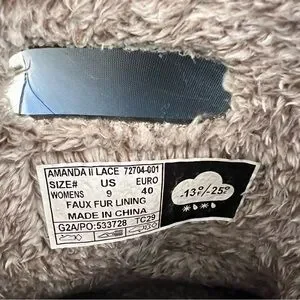 AMANDA II LACE 72704-001
SIZE# US EURO
WOMENS 9 40
FAUX FUR LINING
MADE IN CHINA
G2A/PO:533728 TC29
-13°F/-25°